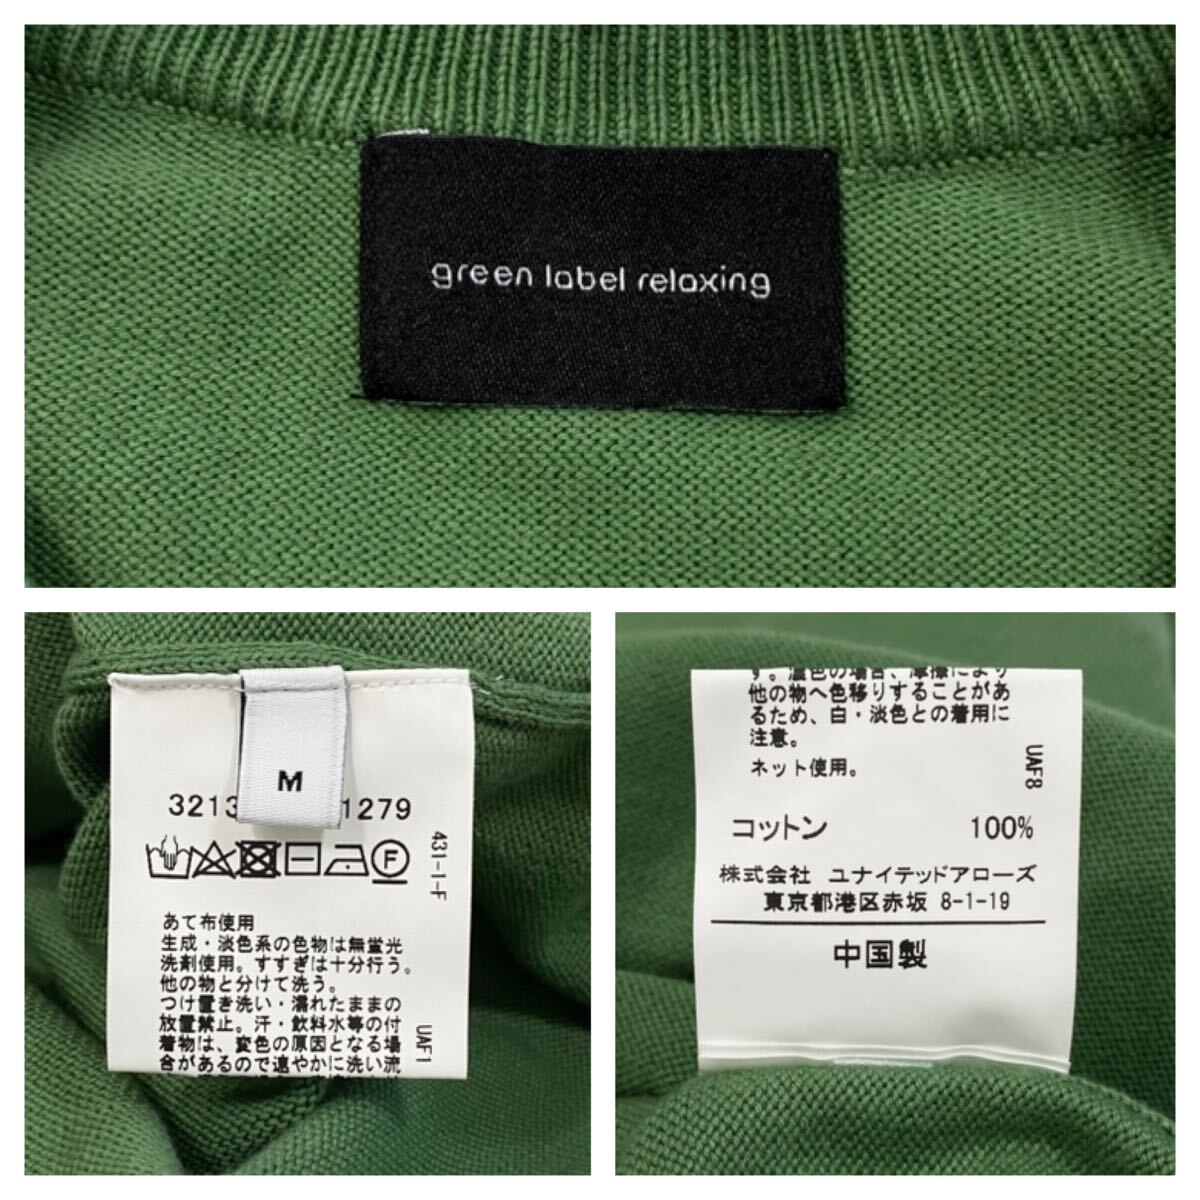 green label relaxing
M
3213 1279
F
431-1-F
あて布使用
生成・淡色系の色物は無蛍光
洗剤使用。すすぎは十分行う。
他の物と分けて洗う。
つけ置き洗い・濡れたままの
放置禁止。汗・飲料水等の付
着物は、変色の原因となる場
合があるので速やかに洗い流
UAF1
す。濃色の場合、摩擦により
他の物へ色移りすることがあ
るため、白・淡色との着用に
注意。
ネット使用。
UAF8
コットン 100%
株式会社 ユナイテッドアローズ
東京都港区赤坂 8-1-19
中国製